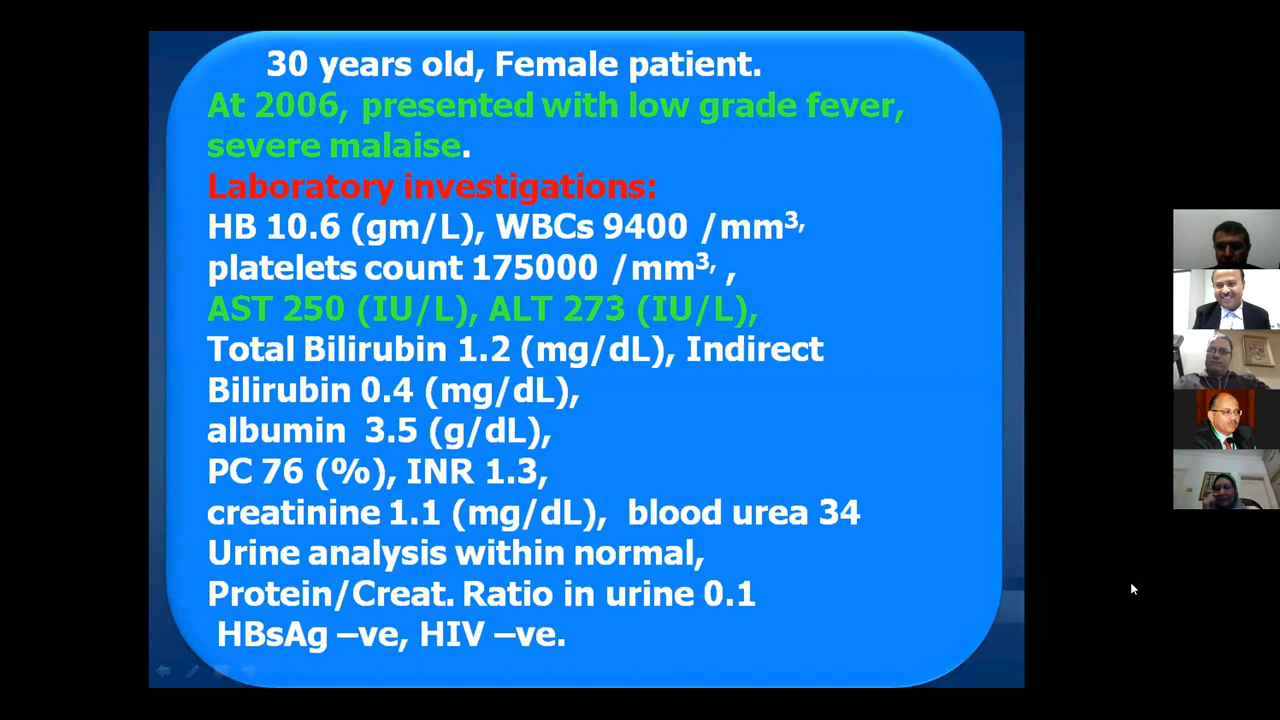 30 years old, Female patient.
At 2006, presented with low grade fever,
severe malaise.
Laboratory investigations:
HB 10.6 (gm/L), WBCs 9400 /mm³,
platelets count 175000 /mm³, ,
AST 250 (IU/L), ALT 273 (IU/L),
Total Bilirubin 1.2 (mg/dL), Indirect
Bilirubin 0.4 (mg/dL),
albumin 3.5 (g/dL),
PC 76 (%), INR 1.3,
creatinine 1.1 (mg/dL), blood urea 34
Urine analysis within normal,
Protein/Creat. Ratio in urine 0.1
HBsAg –ve, HIV –ve.